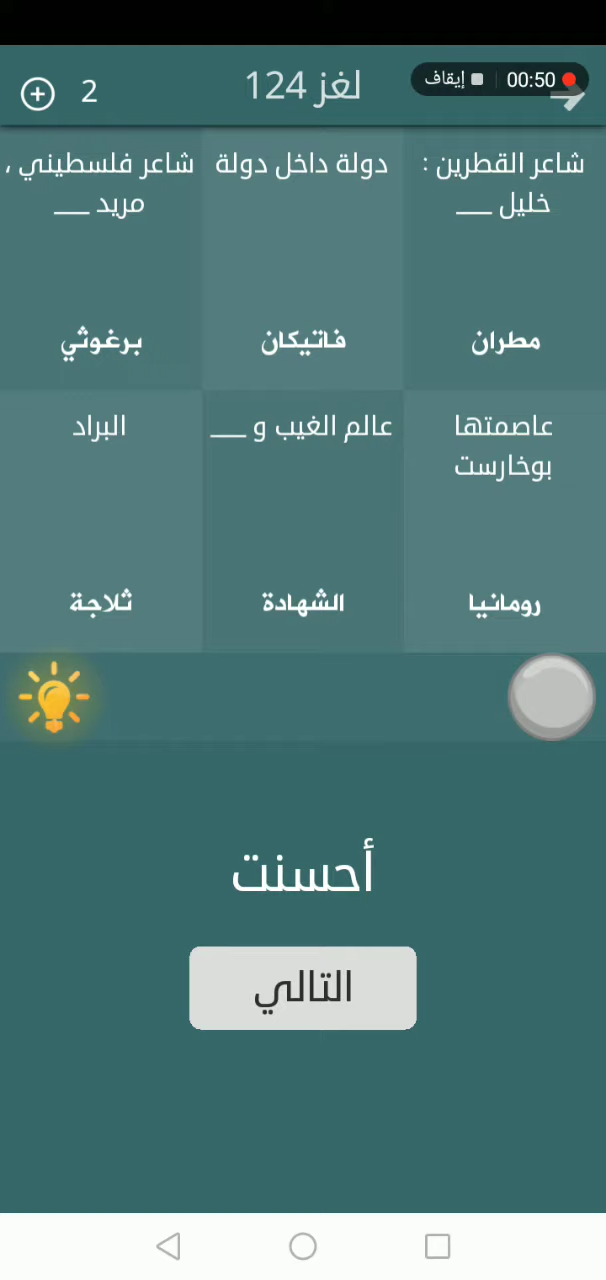 إيقاف 00:50
لغز 124
2
شاعر القطرين :
خليل ___
مطران
دولة داخل دولة
فاتيكان
شاعر فلسطيني ،
مريد ___
برغوثي
عاصمتها
بوخارست
رومانيا
عالم الغيب و ___
الشهادة
البراد
ثلاجة
أحسنت
التالي